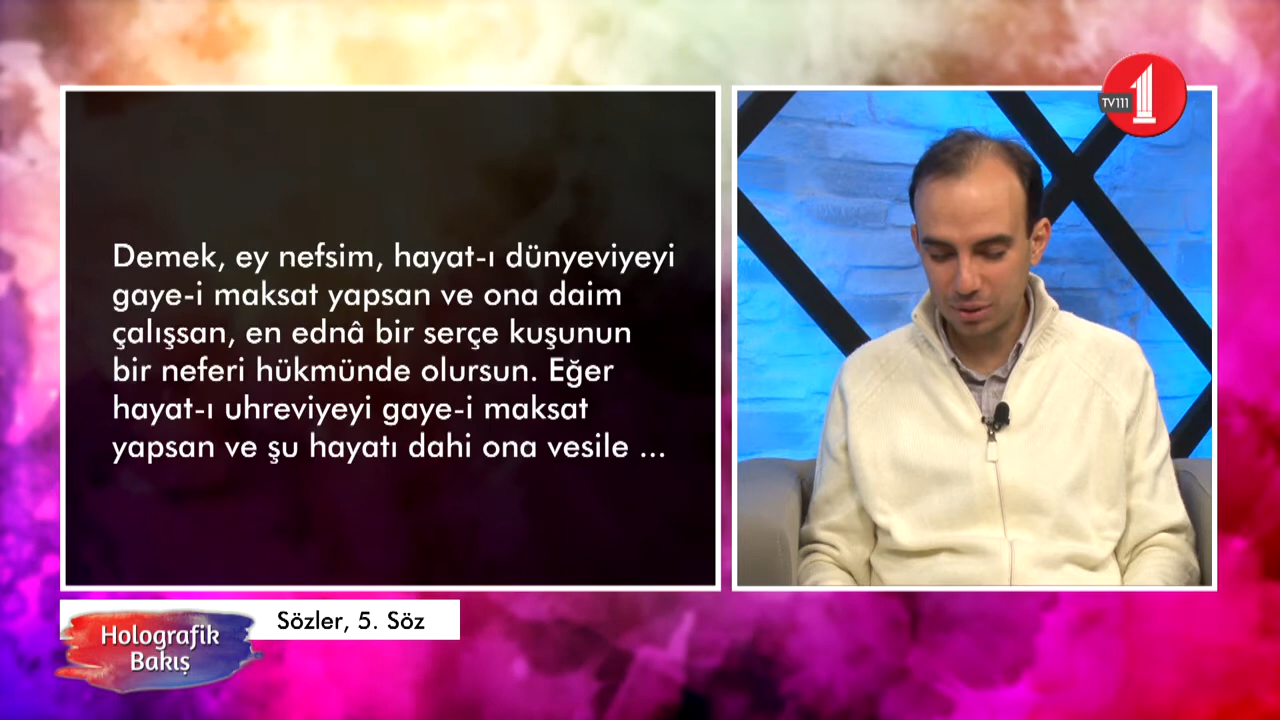 TV111
1
Demek, ey nefsim, hayat-ı dünyeviyeyi
gaye-i maksat yapsan ve ona daim
çalışsan, en ednâ bir serçe kuşunun
bir neferi hükmünde olursun. Eğer
hayat-ı uhreviyeyi gaye-i maksat
yapsan ve şu hayatı dahi ona vesile ...
Sözler, 5. Söz
Holografik
Bakış